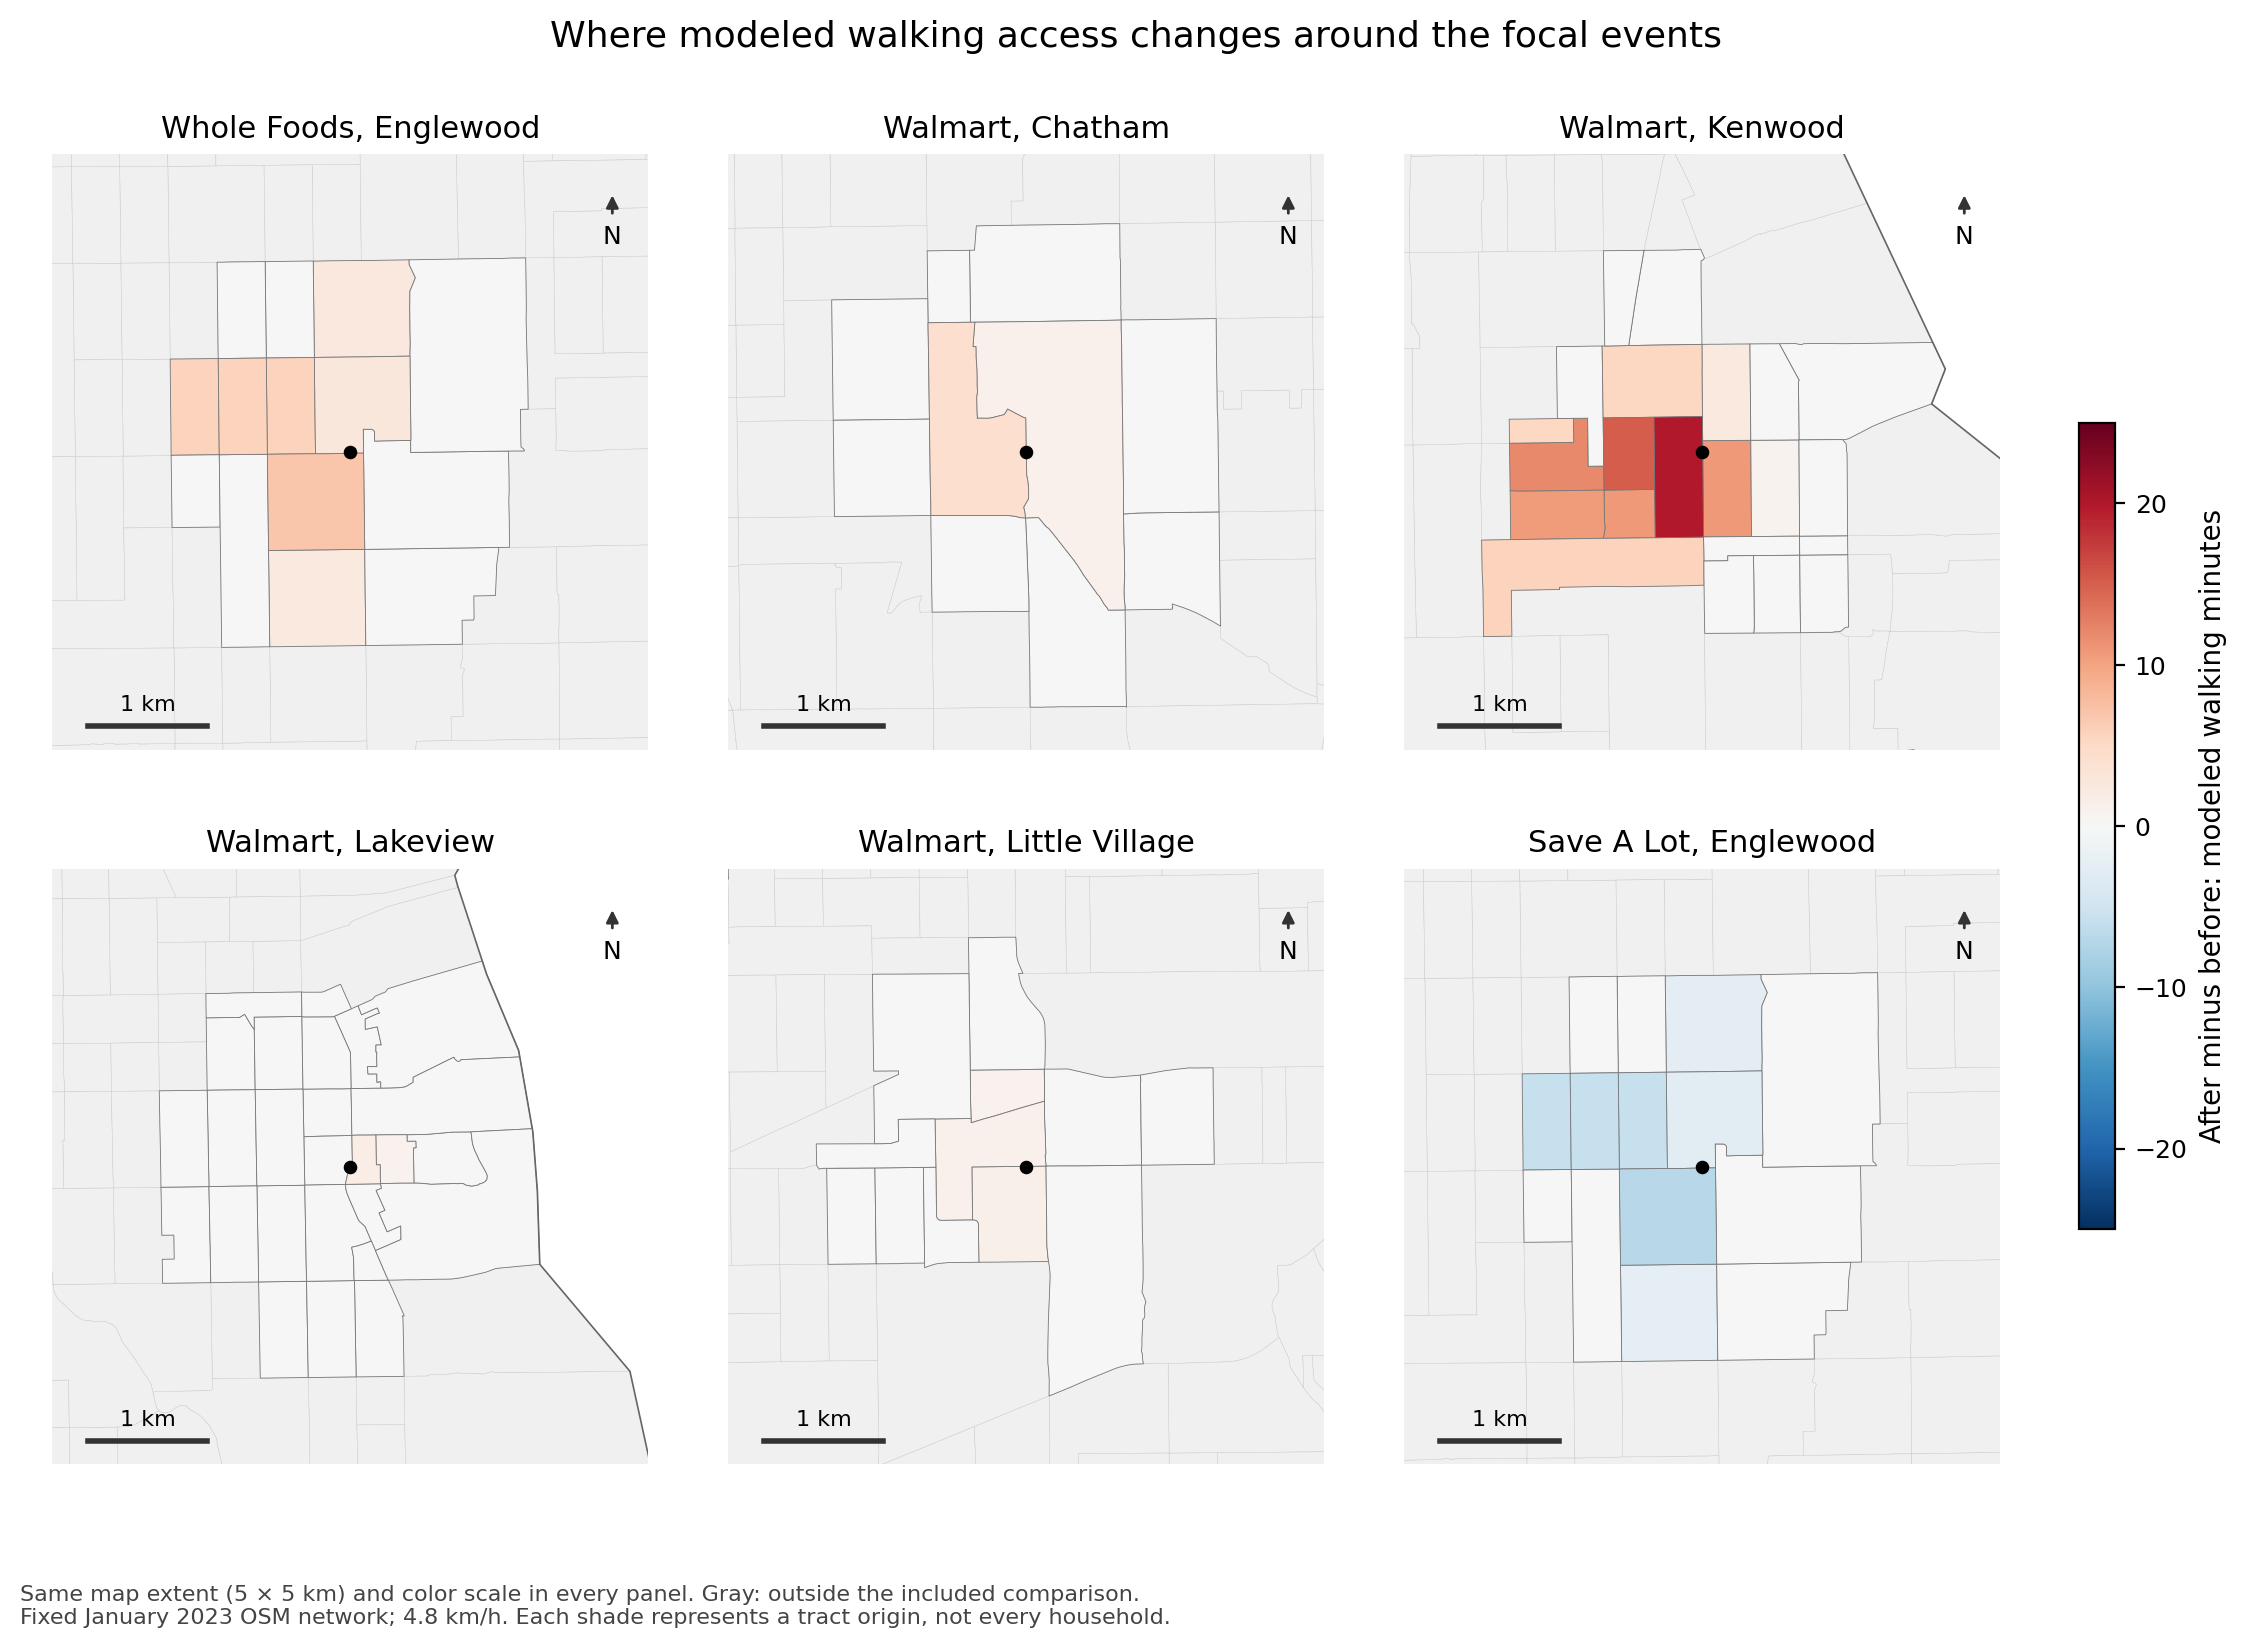 Where modeled walking access changes around the focal events
Whole Foods, Englewood
Walmart, Chatham
Walmart, Kenwood
N
N
N
1 km
1 km
1 km
Walmart, Lakeview
Walmart, Little Village
Save A Lot, Englewood
N
N
N
1 km
1 km
1 km
20
10
0
−10
−20
After minus before: modeled walking minutes
Same map extent (5 × 5 km) and color scale in every panel. Gray: outside the included comparison.
Fixed January 2023 OSM network; 4.8 km/h. Each shade represents a tract origin, not every household.